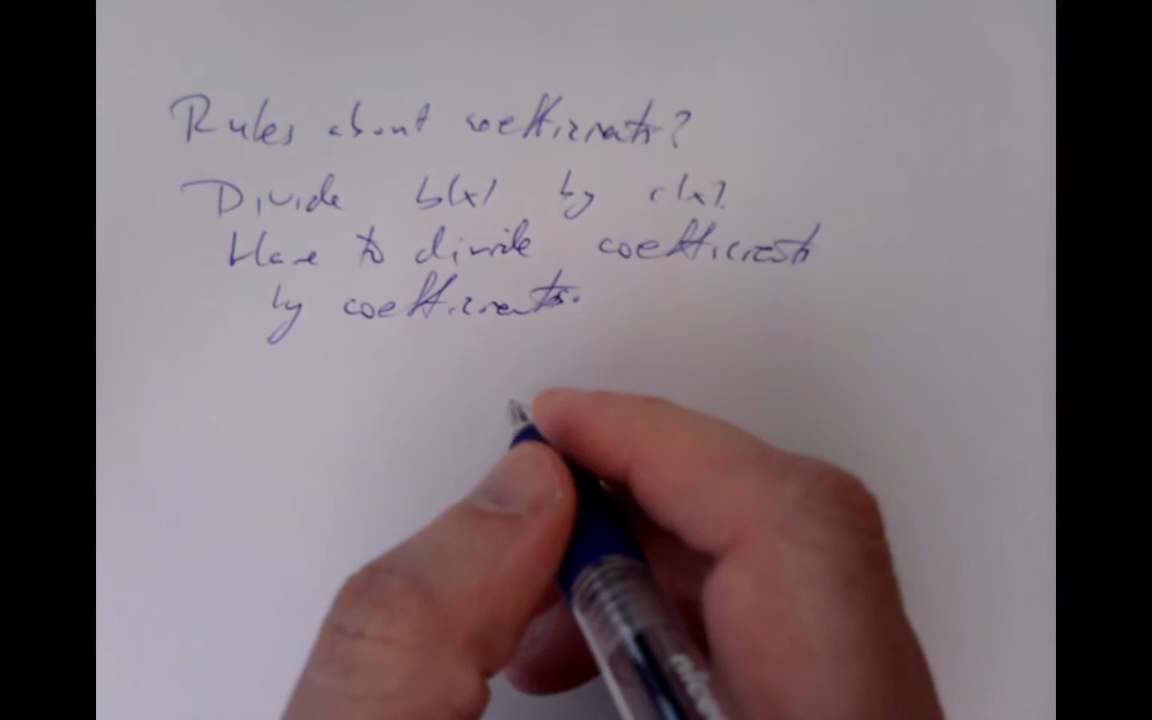 Rules about coefficients?
Divide b(x) by c(x).
Have to divide coefficients
by coefficients.